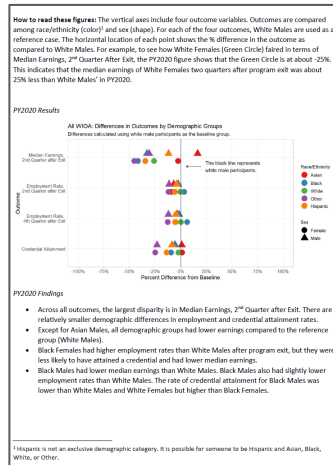 How to read these figures: The vertical axes include four outcome variables. Outcomes are compared
among race/ethnicity (color)¹ and sex (shape). For each of the four outcomes, White Males are used as a
reference case. The horizontal location of each point shows the % difference in the outcome as
compared to White Males. For example, to see how White Females (Green Circle) faired in terms of
Median Earnings, 2nd Quarter After Exit, the PY2020 figure shows that the Green Circle is at about -25%.
This indicates that the median earnings of White Females two quarters after program exit was about
25% less than White Males' in PY2020.
PY2020 Results
All WIOA: Differences in Outcomes by Demographic Groups
Differences calculated using white male participants as the baseline group.
Median Earnings,
2nd Quarter after Exit
The black line represents
white male participants.
Employment Rate,
2nd Quarter after exit
Employment Rate,
4th Quarter after exit
Credential Attainment
Outcome
-100%
-75%
-50%
-25%
0%
25%
50%
75%
100%
Percent Difference from Baseline
Race/Ethnicity
Asian
Black
White
Other
Hispanic
Sex
Female
Male
PY2020 Findings
• Across all outcomes, the largest disparity is in Median Earnings, 2nd Quarter after Exit. There are
relatively smaller demographic differences in employment and credential attainment rates.
• Except for Asian Males, all demographic groups had lower earnings compared to the reference
group (White Males).
• Black Females had higher employment rates than White Males after program exit, but they were
less likely to have attained a credential and had lower median earnings.
• Black Males had lower median earnings than White Males. Black Males also had slightly lower
employment rates than White Males. The rate of credential attainment for Black Males was
lower than White Males and White Females but higher than Black Females.
¹ Hispanic is not an exclusive demographic category. It is possible for someone to be Hispanic and Asian, Black,
White, or Other.